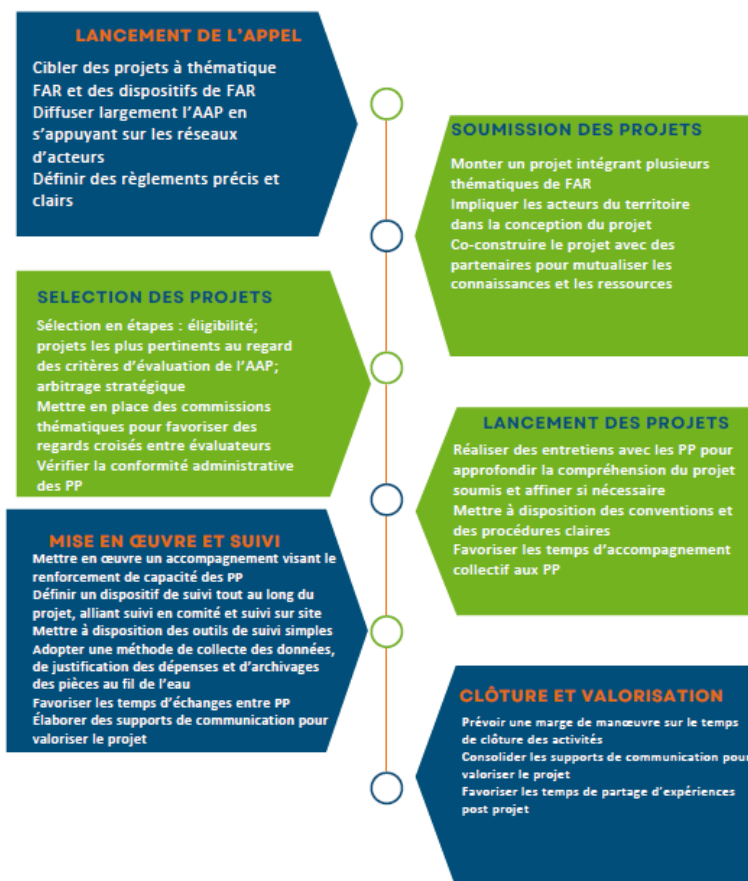 LANCEMENT DE L'APPEL
Cibler des projets à thématique
FAR et des dispositifs de FAR
Diffuser largement l'AAP en
s'appuyant sur les réseaux
d'acteurs
Définir des règlements précis et
clairs
SOUMISSION DES PROJETS
Monter un projet intégrant plusieurs
thématiques de FAR
Impliquer les acteurs du territoire
dans la conception du projet
Co-construire le projet avec des
partenaires pour mutualiser les
connaissances et les ressources
SELECTION DES PROJETS
Sélection en étapes : éligibilité;
projets les plus pertinents au regard
des critères d'évaluation de l'AAP;
arbitrage stratégique
Mettre en place des commissions
thématiques pour favoriser des
regards croisés entre évaluateurs
Vérifier la conformité administrative
des PP
LANCEMENT DES PROJETS
Réaliser des entretiens avec les PP pour
approfondir la compréhension du projet
soumis et affiner si nécessaire
Mettre à disposition des conventions et
des procédures claires
Favoriser les temps d'accompagnement
collectif aux PP
MISE EN ŒUVRE ET SUIVI
Mettre en œuvre un accompagnement visant le
renforcement de capacité des PP
Définir un dispositif de suivi tout au long du
projet, alliant suivi en comité et suivi sur site
Mettre à disposition des outils de suivi simples
Adopter une méthode de collecte des données,
de justification des dépenses et d'archivages
des pièces au fil de l'eau
Favoriser les temps d'échanges entre PP
Élaborer des supports de communication pour
valoriser le projet
CLÔTURE ET VALORISATION
Prévoir une marge de manœuvre sur le temps
de clôture des activités
Consolider les supports de communication pour
valoriser le projet
Favoriser les temps de partage d'expériences
post projet